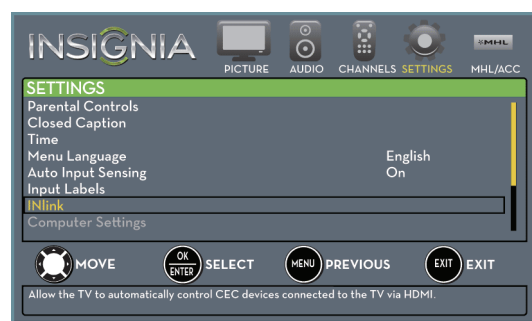 INSIGNIA
PICTURE AUDIO CHANNELS SETTINGS MHL MHL/ACC
SETTINGS
Parental Controls
Closed Caption
Time
Menu Language English
Auto Input Sensing On
Input Labels
INlink
Computer Settings
MOVE OK ENTER SELECT MENU PREVIOUS EXIT EXIT
Allow the TV to automatically control CEC devices connected to the TV via HDMI.